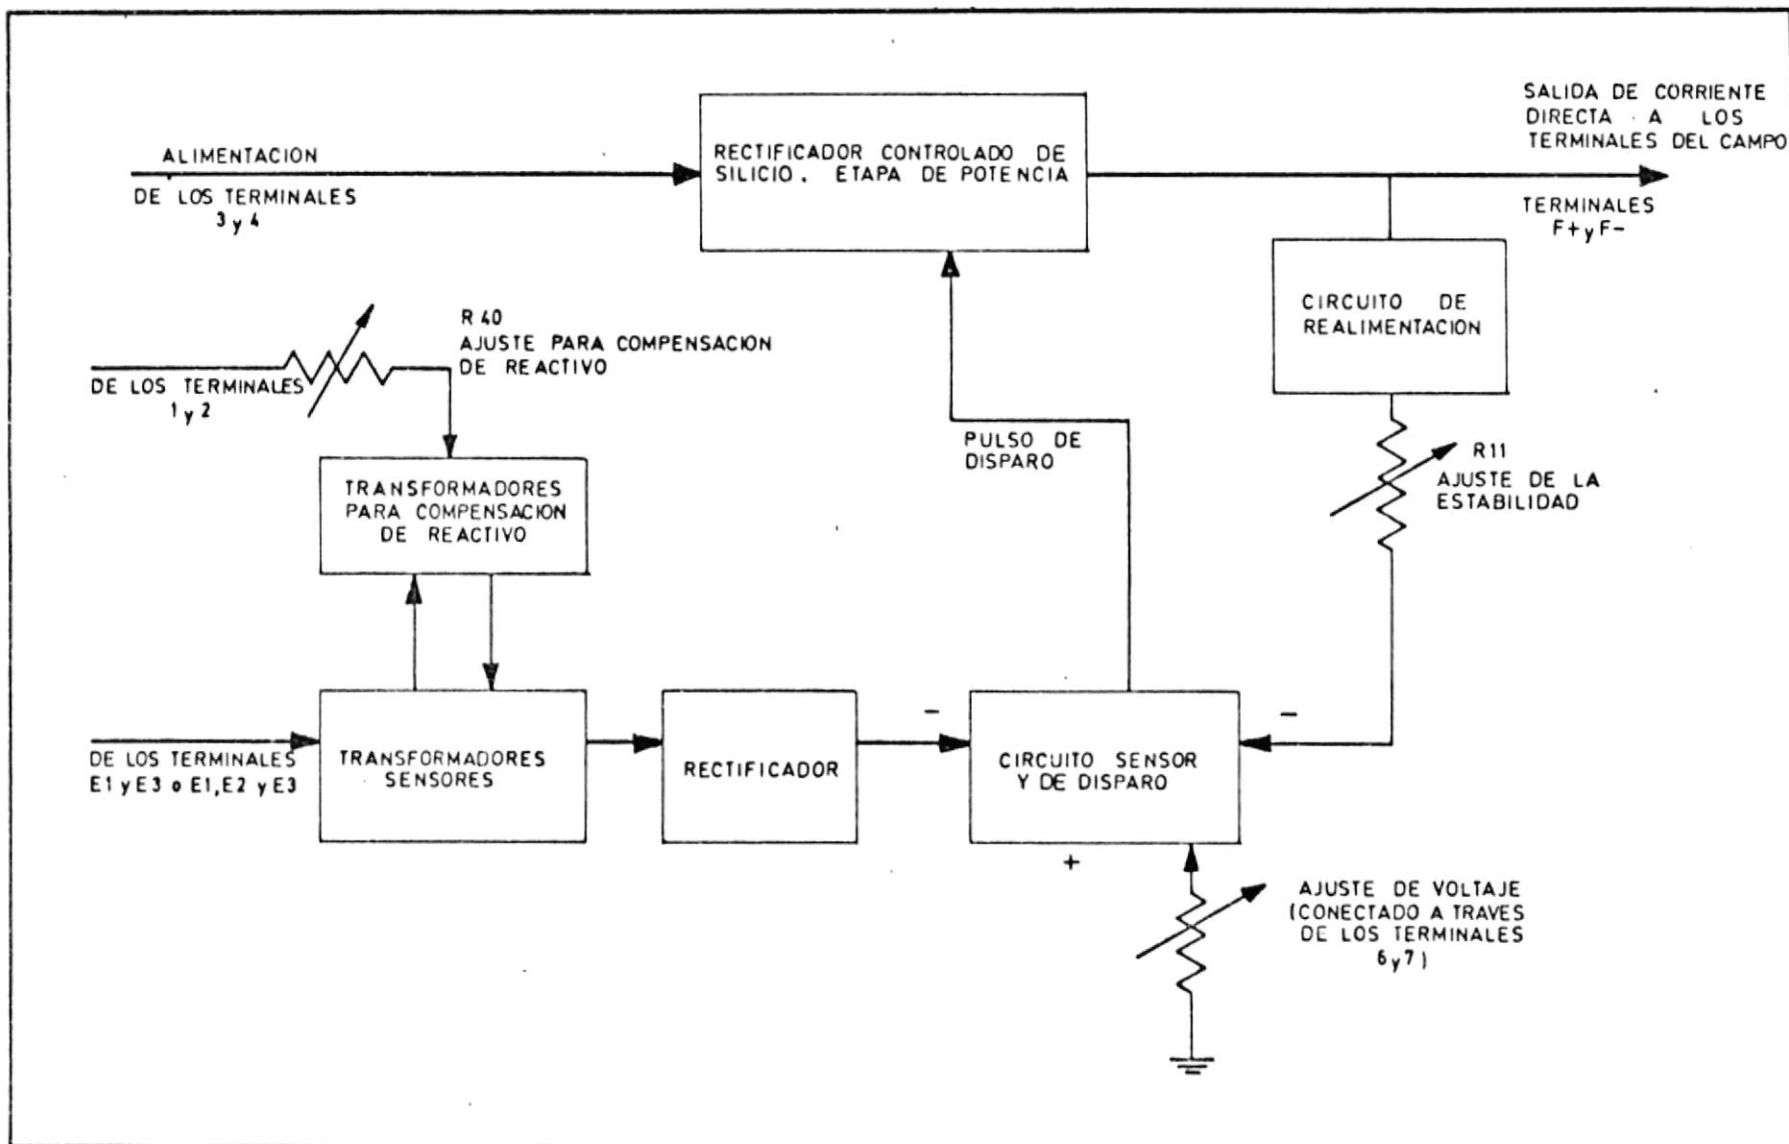 SALIDA DE CORRIENTE
DIRECTA A LOS
TERMINALES DEL CAMPO
ALIMENTACION
DE LOS TERMINALES
3 y 4
RECTIFICADOR CONTROLADO DE
SILICIO. ETAPA DE POTENCIA
TERMINALES
F+ y F-
CIRCUITO DE
REALIMENTACION
R 40
AJUSTE PARA COMPENSACION
DE REACTIVO
DE LOS TERMINALES
1 y 2
PULSO DE
DISPARO
R11
AJUSTE DE LA
ESTABILIDAD
TRANSFORMADORES
PARA COMPENSACION
DE REACTIVO
-
-
DE LOS TERMINALES
E1 y E3 o E1, E2 y E3
TRANSFORMADORES
SENSORES
RECTIFICADOR
CIRCUITO SENSOR
Y DE DISPARO
+
AJUSTE DE VOLTAJE
(CONECTADO A TRAVES
DE LOS TERMINALES
6 y 7)